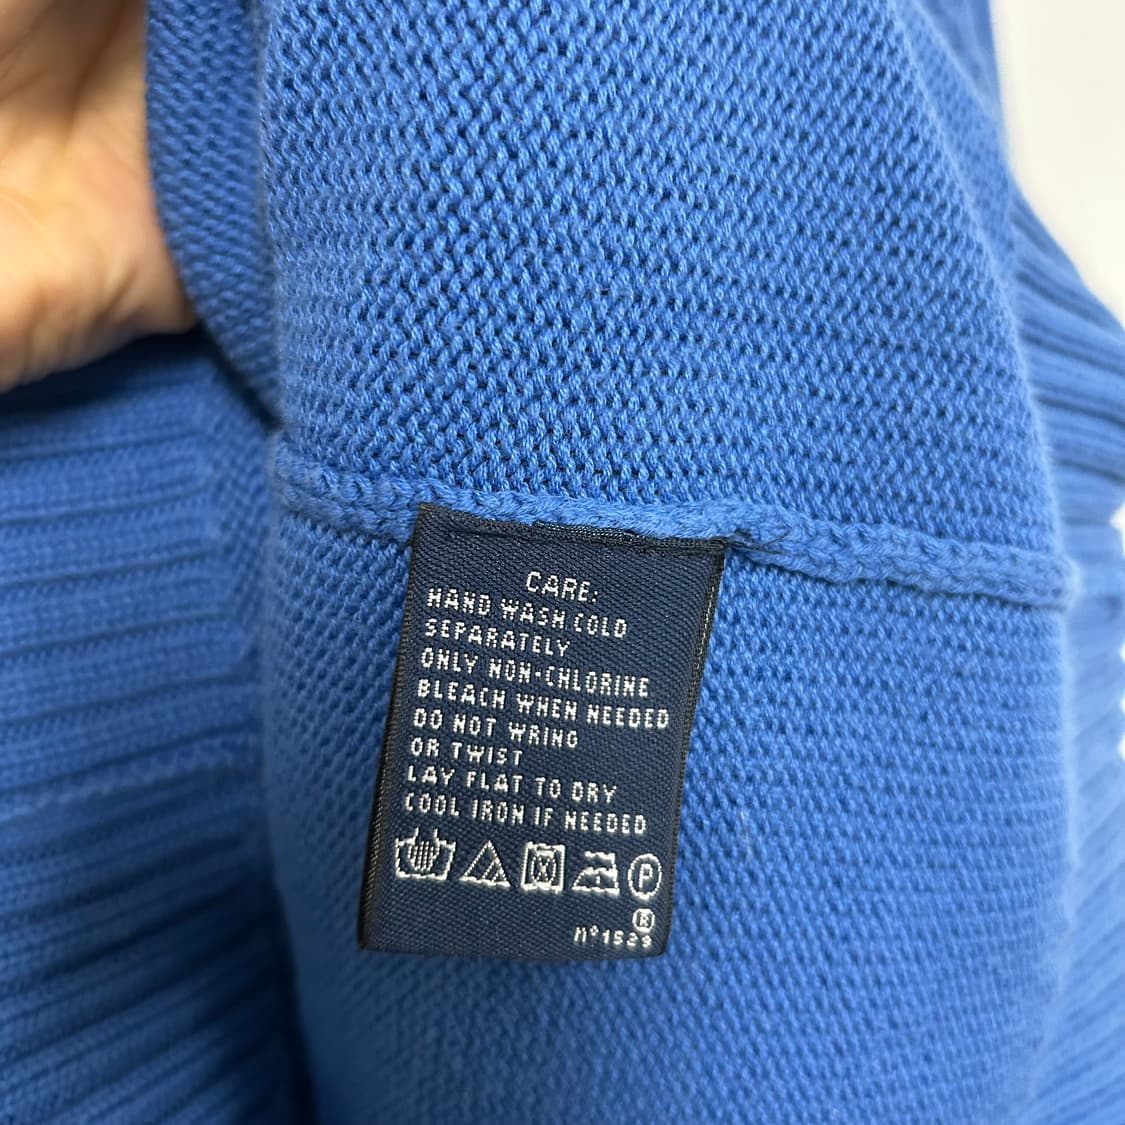 CARE:
HAND WASH COLD
SEPARATELY
ONLY NON-CHLORINE
BLEACH WHEN NEEDED
DO NOT WRING
OR TWIST
LAY FLAT TO DRY
COOL IRON IF NEEDED
P
®
nº1529